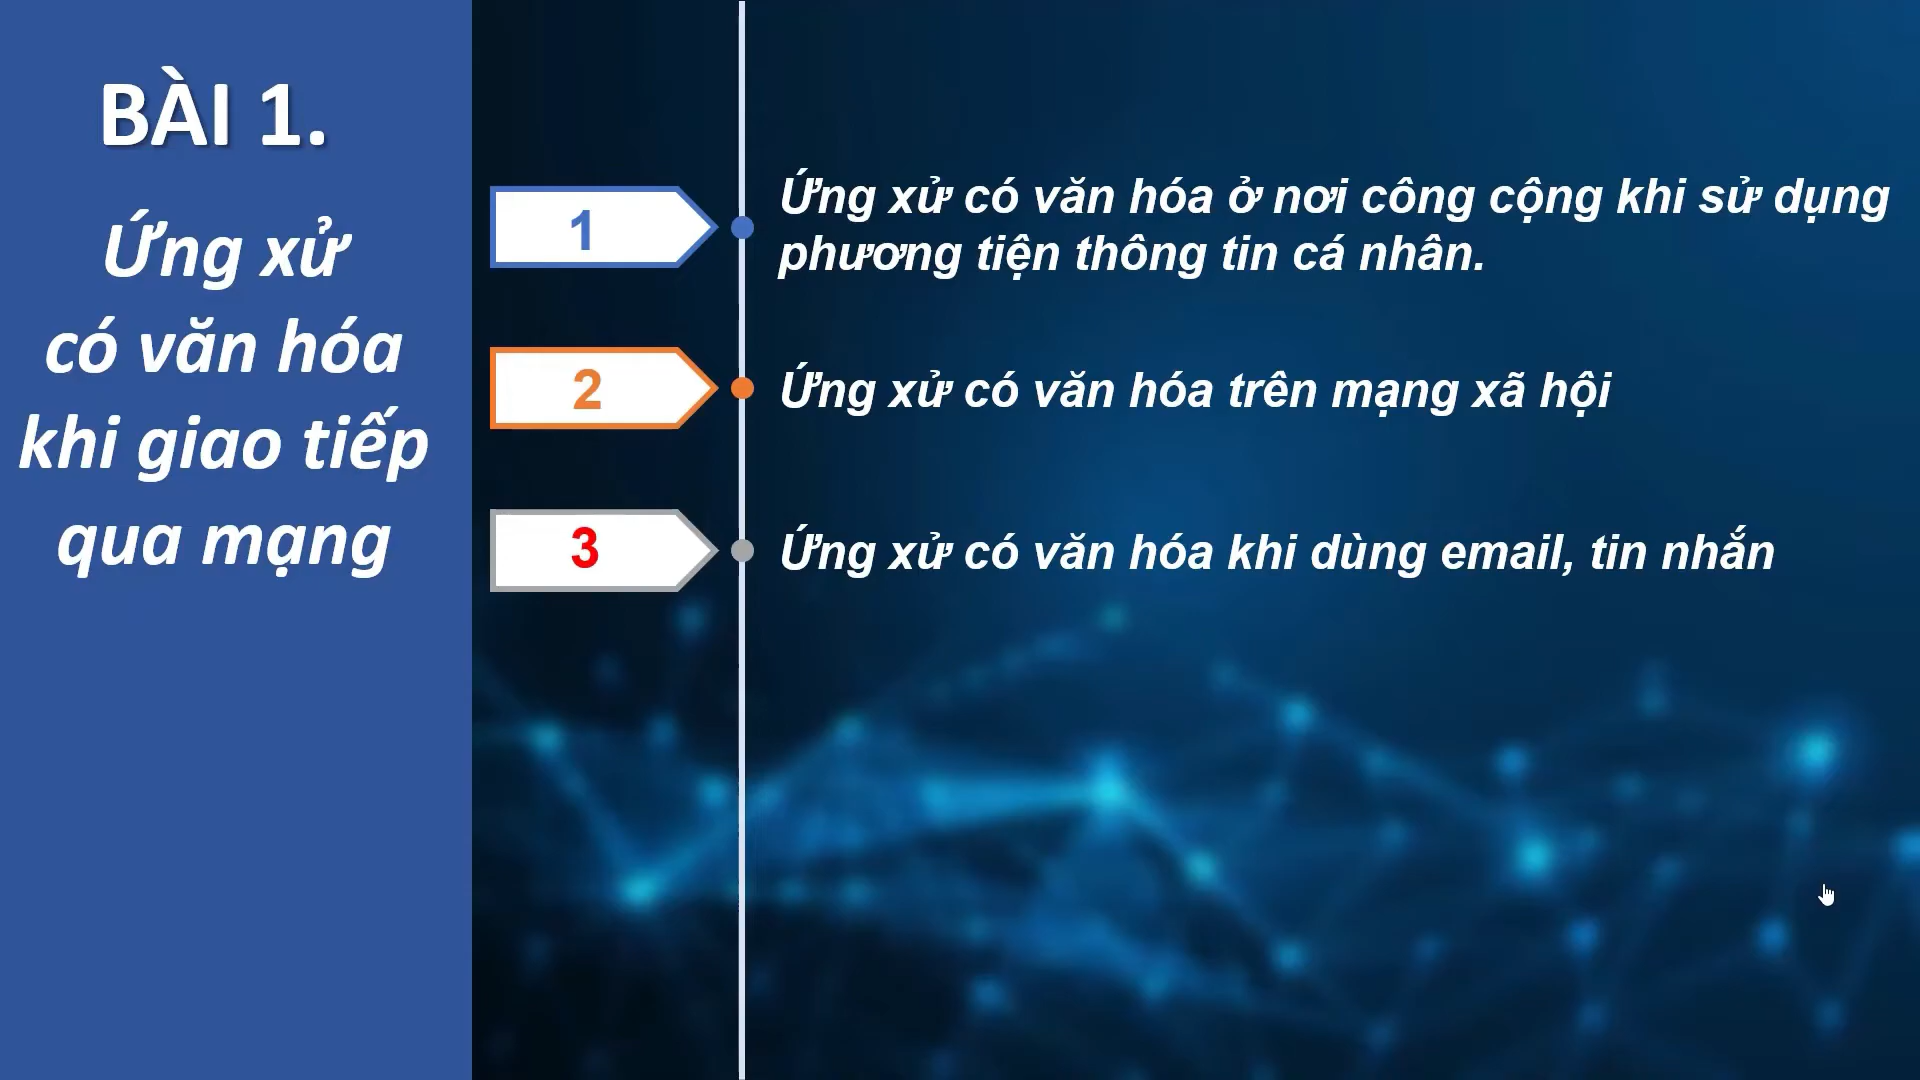 BÀI 1.
Ứng xử
có văn hóa
khi giao tiếp
qua mạng
1
Ứng xử có văn hóa ở nơi công cộng khi sử dụng
phương tiện thông tin cá nhân.
2
Ứng xử có văn hóa trên mạng xã hội
3
Ứng xử có văn hóa khi dùng email, tin nhắn